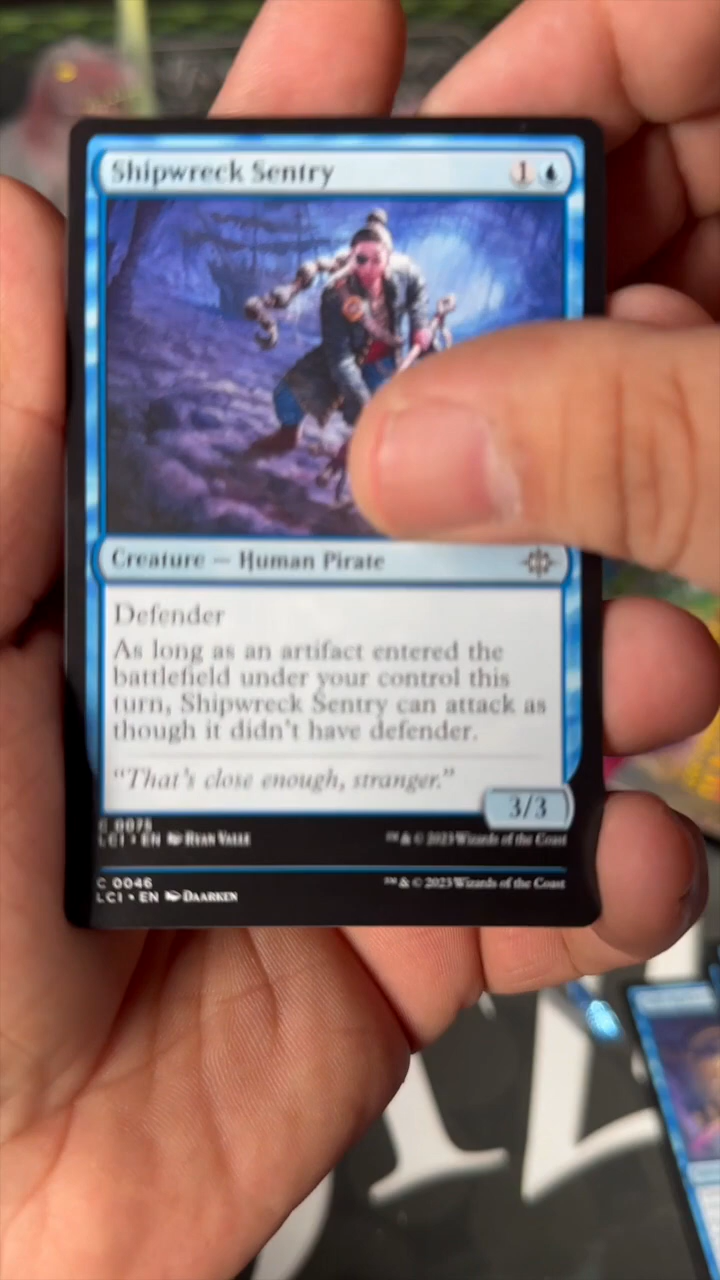 Shipwreck Sentry 1
Creature — Human Pirate
Defender
As long as an artifact entered the
battlefield under your control this
turn, Shipwreck Sentry can attack as
though it didn't have defender.
“That's close enough, stranger.”
3/3
C 0075
LCI • EN Ryan Valle ™ & © 2023 Wizards of the Coast
C 0046 ™ & © 2023 Wizards of the Coast
LCI • EN Daarken